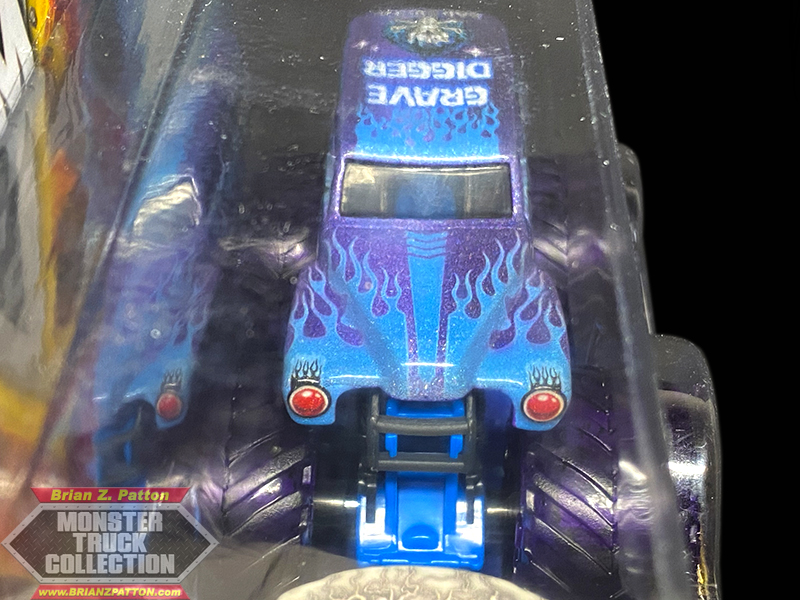 GRAVE
DIGGER
Brian Z. Patton
MONSTER
TRUCK
COLLECTION
www.BRIANZPATTON.com